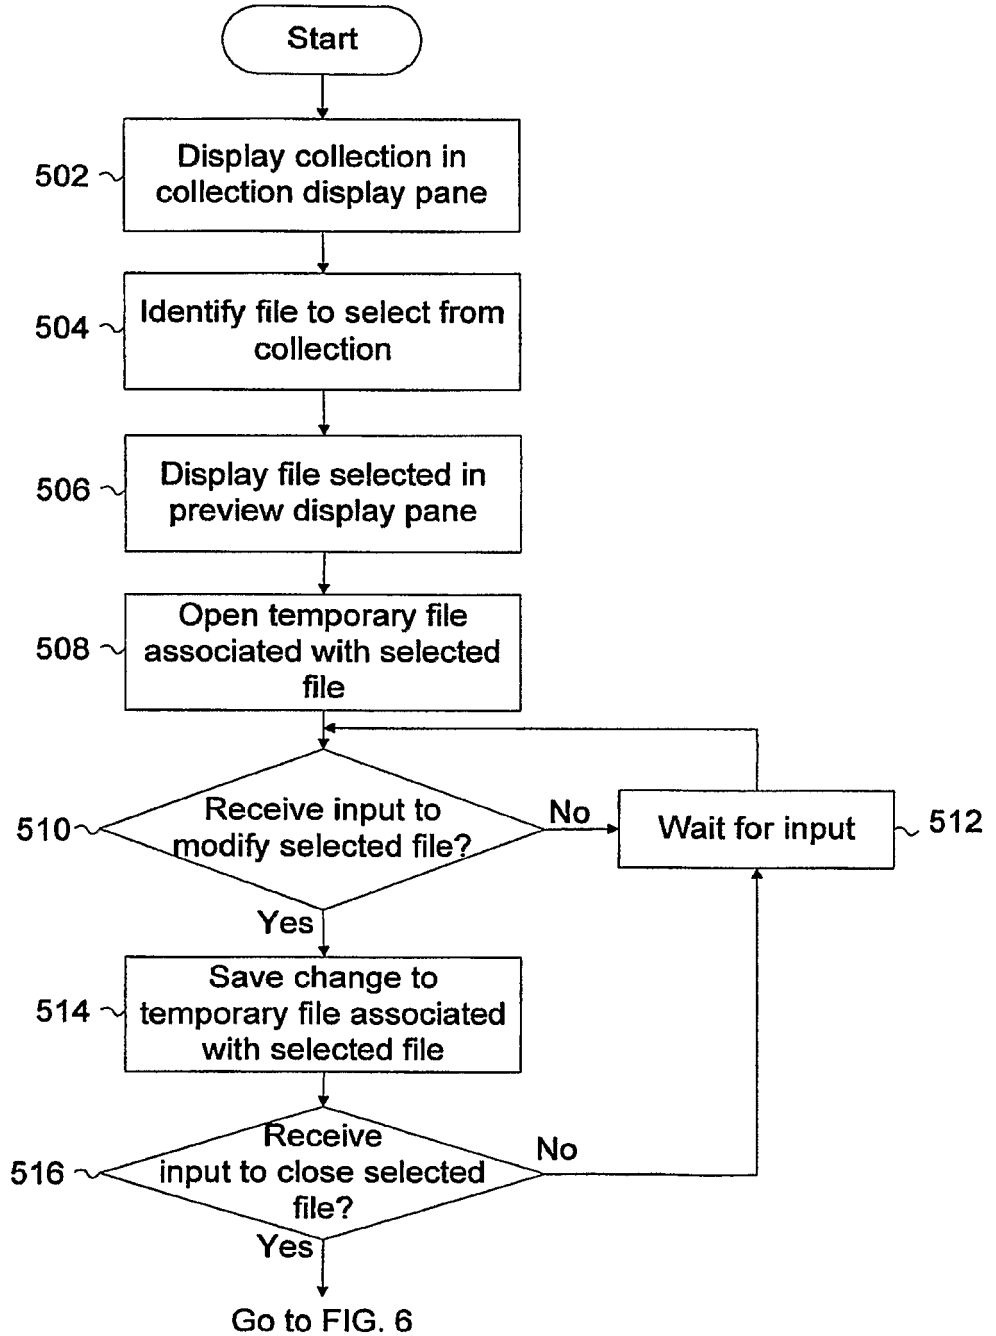 Start
502
Display collection in
collection display pane
504
Identify file to select from
collection
506
Display file selected in
preview display pane
508
Open temporary file
associated with selected
file
510
Receive input to
modify selected file?
No
Wait for input
512
Yes
514
Save change to
temporary file associated
with selected file
516
Receive
input to close selected
file?
No
Yes
Go to FIG. 6